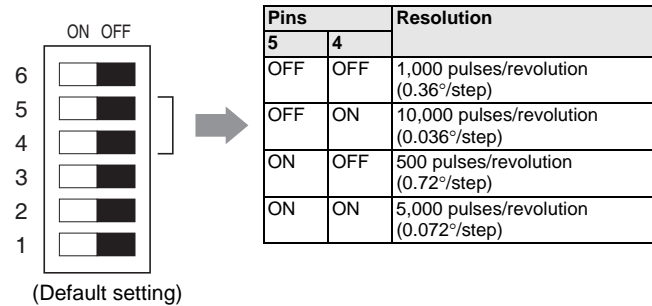 ON OFF
6
5
4
3
2
1
(Default setting)
Pins Resolution
5 4
OFF OFF 1,000 pulses/revolution
(0.36°/step)
OFF ON 10,000 pulses/revolution
(0.036°/step)
ON OFF 500 pulses/revolution
(0.72°/step)
ON ON 5,000 pulses/revolution
(0.072°/step)